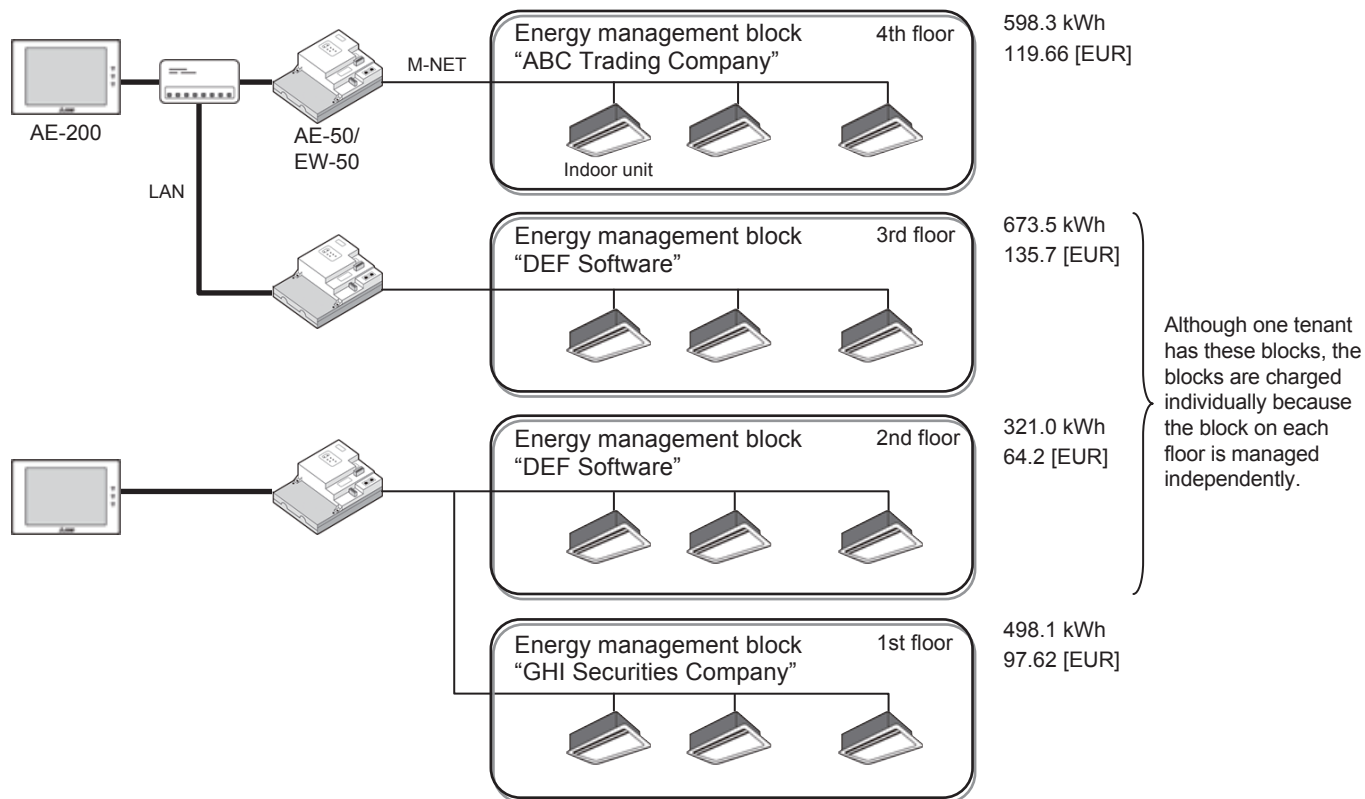 Energy management block
4th floor
“ABC Trading Company”
598.3 kWh
119.66 [EUR]
M-NET
AE-200
AE-50/
EW-50
Indoor unit
LAN
Energy management block
3rd floor
“DEF Software”
673.5 kWh
135.7 [EUR]
Although one tenant
has these blocks, the
blocks are charged
individually because
the block on each
floor is managed
independently.
Energy management block
2nd floor
“DEF Software”
321.0 kWh
64.2 [EUR]
Energy management block
1st floor
“GHI Securities Company”
498.1 kWh
97.62 [EUR]